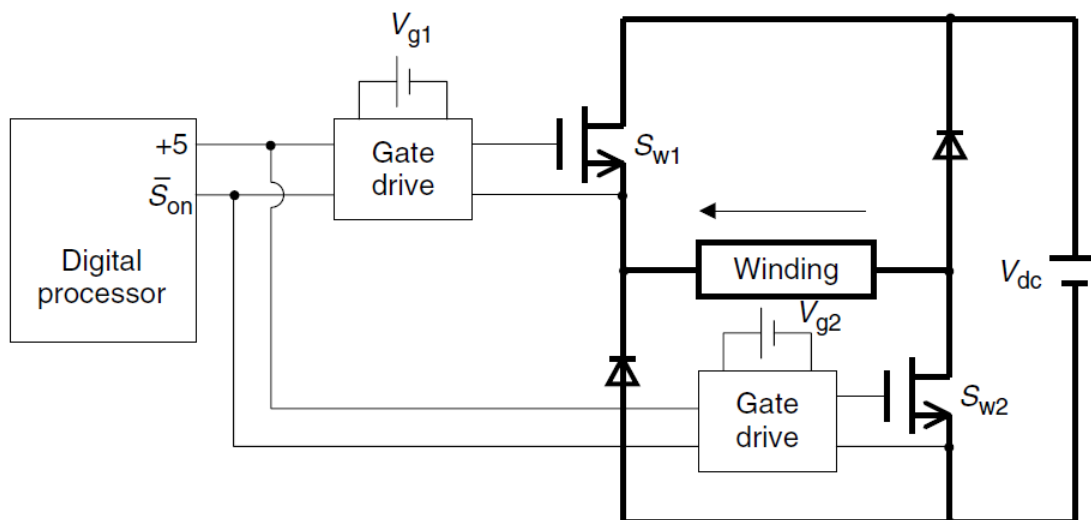 Vg1
+5
S̄on
Digital
processor
Gate
drive
Sw1
Winding
Vdc
Vg2
Gate
drive
Sw2